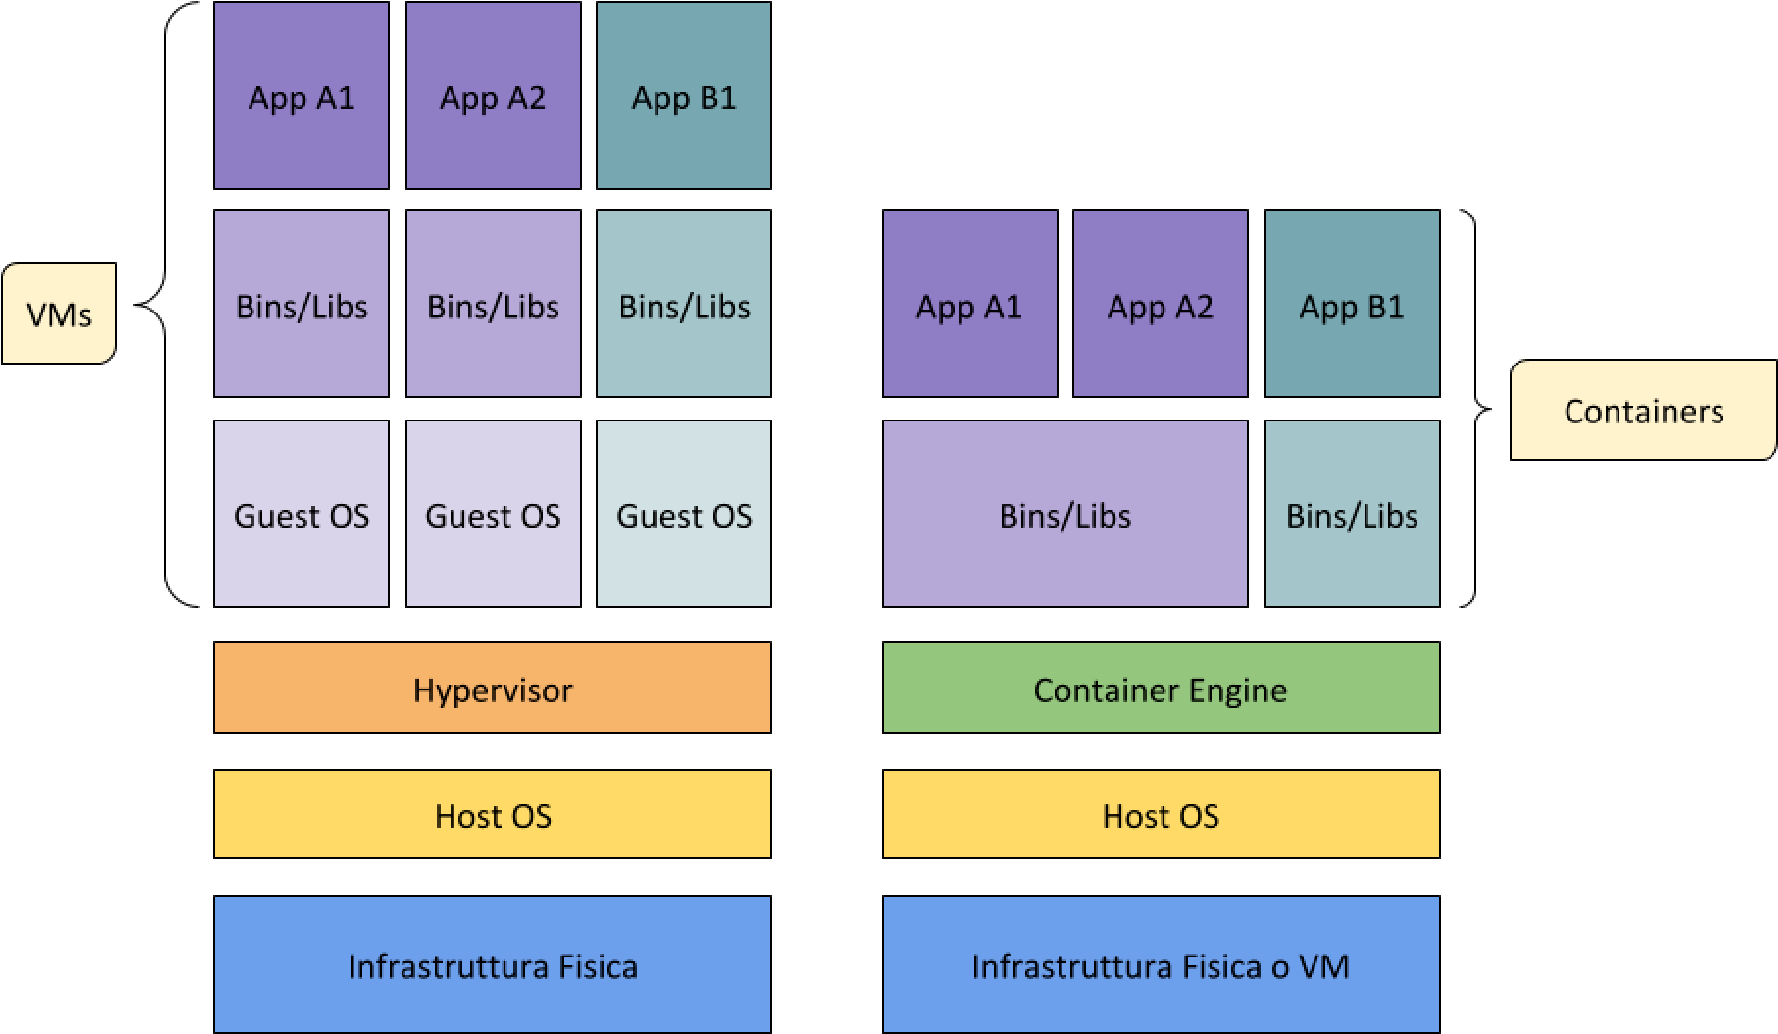 App A1
App A2
App B1
Bins/Libs
Bins/Libs
Bins/Libs
VMs
Guest OS
Guest OS
Guest OS
Hypervisor
Host OS
Infrastruttura Fisica
App A1
App A2
App B1
Bins/Libs
Bins/Libs
Containers
Container Engine
Host OS
Infrastruttura Fisica o VM